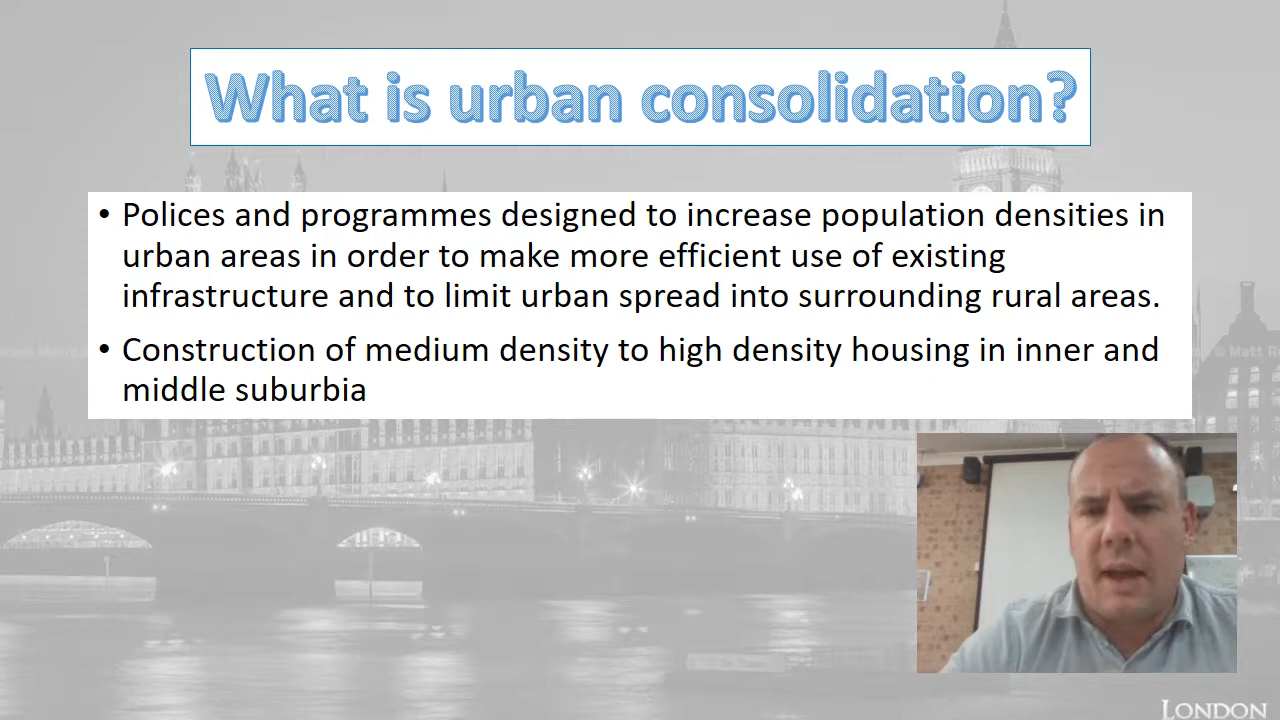 What is urban consolidation?
• Polices and programmes designed to increase population densities in
urban areas in order to make more efficient use of existing
infrastructure and to limit urban spread into surrounding rural areas.
• Construction of medium density to high density housing in inner and
middle suburbia
© Matt
LONDON